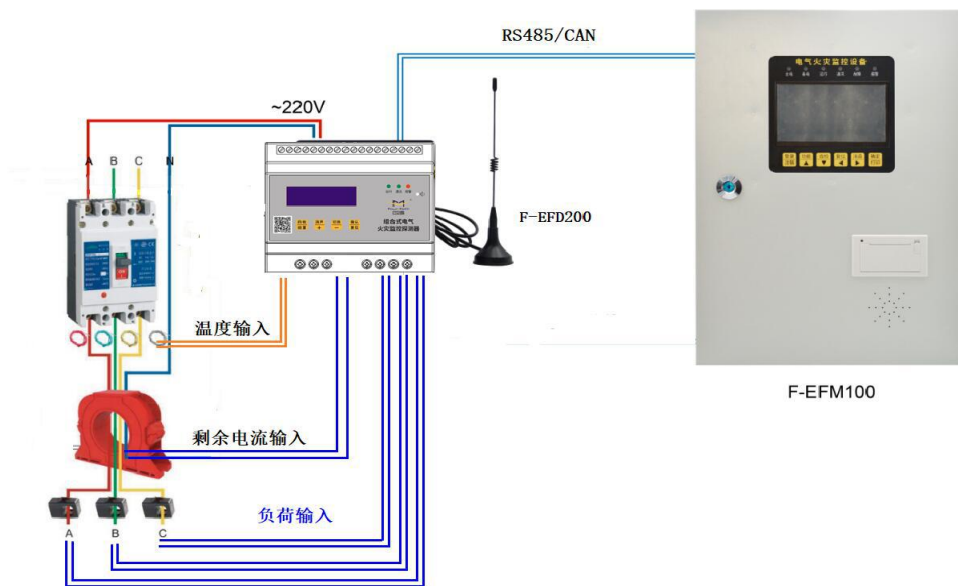 RS485/CAN
电气火灾监控设备
~220V
A
B
C
N
F-EFD200
组合式电气
火灾监控探测器
温度输入
F-EFM100
剩余电流输入
负荷输入
A
B
C